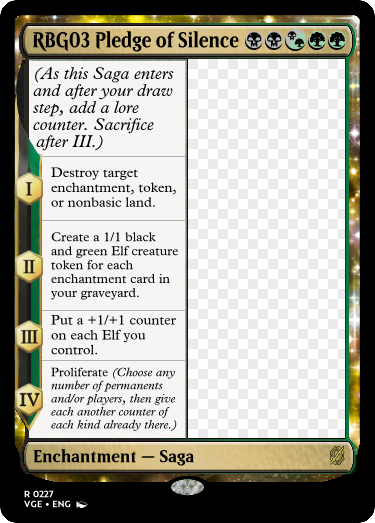 RBG03 Pledge of Silence
(As this Saga enters
and after your draw
step, add a lore
counter. Sacrifice
after III.)
I
Destroy target
enchantment, token,
or nonbasic land.
II
Create a 1/1 black
and green Elf creature
token for each
enchantment card in
your graveyard.
III
Put a +1/+1 counter
on each Elf you
control.
IV
Proliferate (Choose any
number of permanents
and/or players, then give
each another counter of
each kind already there.)
Enchantment — Saga
R 0227
VGE • ENG